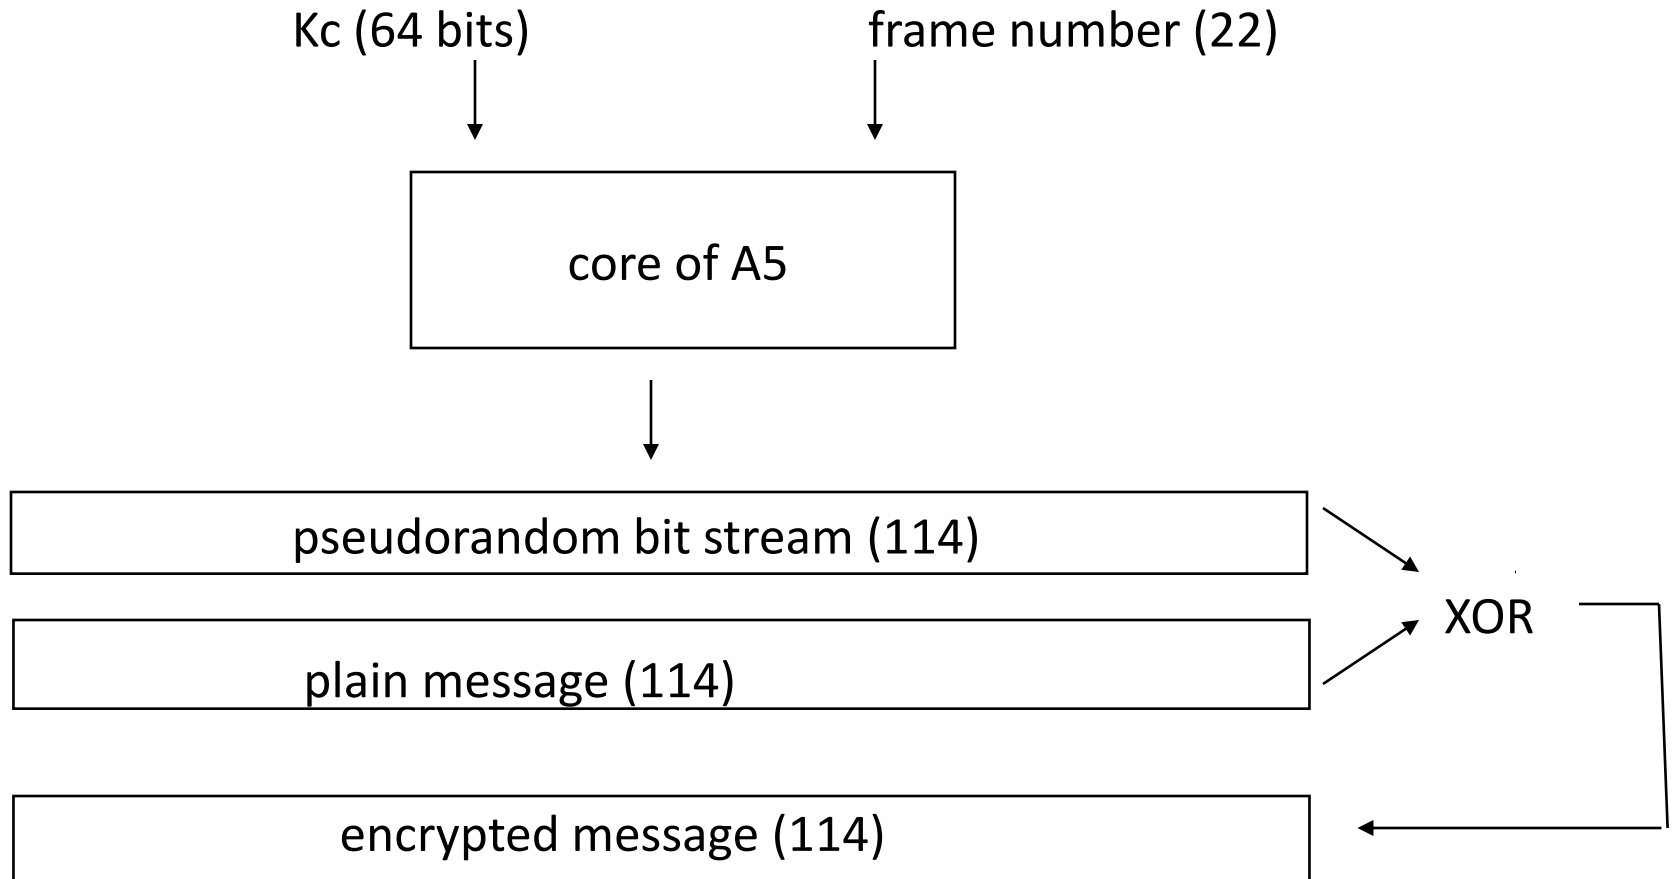 Kc (64 bits)
frame number (22)
core of A5
pseudorandom bit stream (114)
XOR
plain message (114)
encrypted message (114)